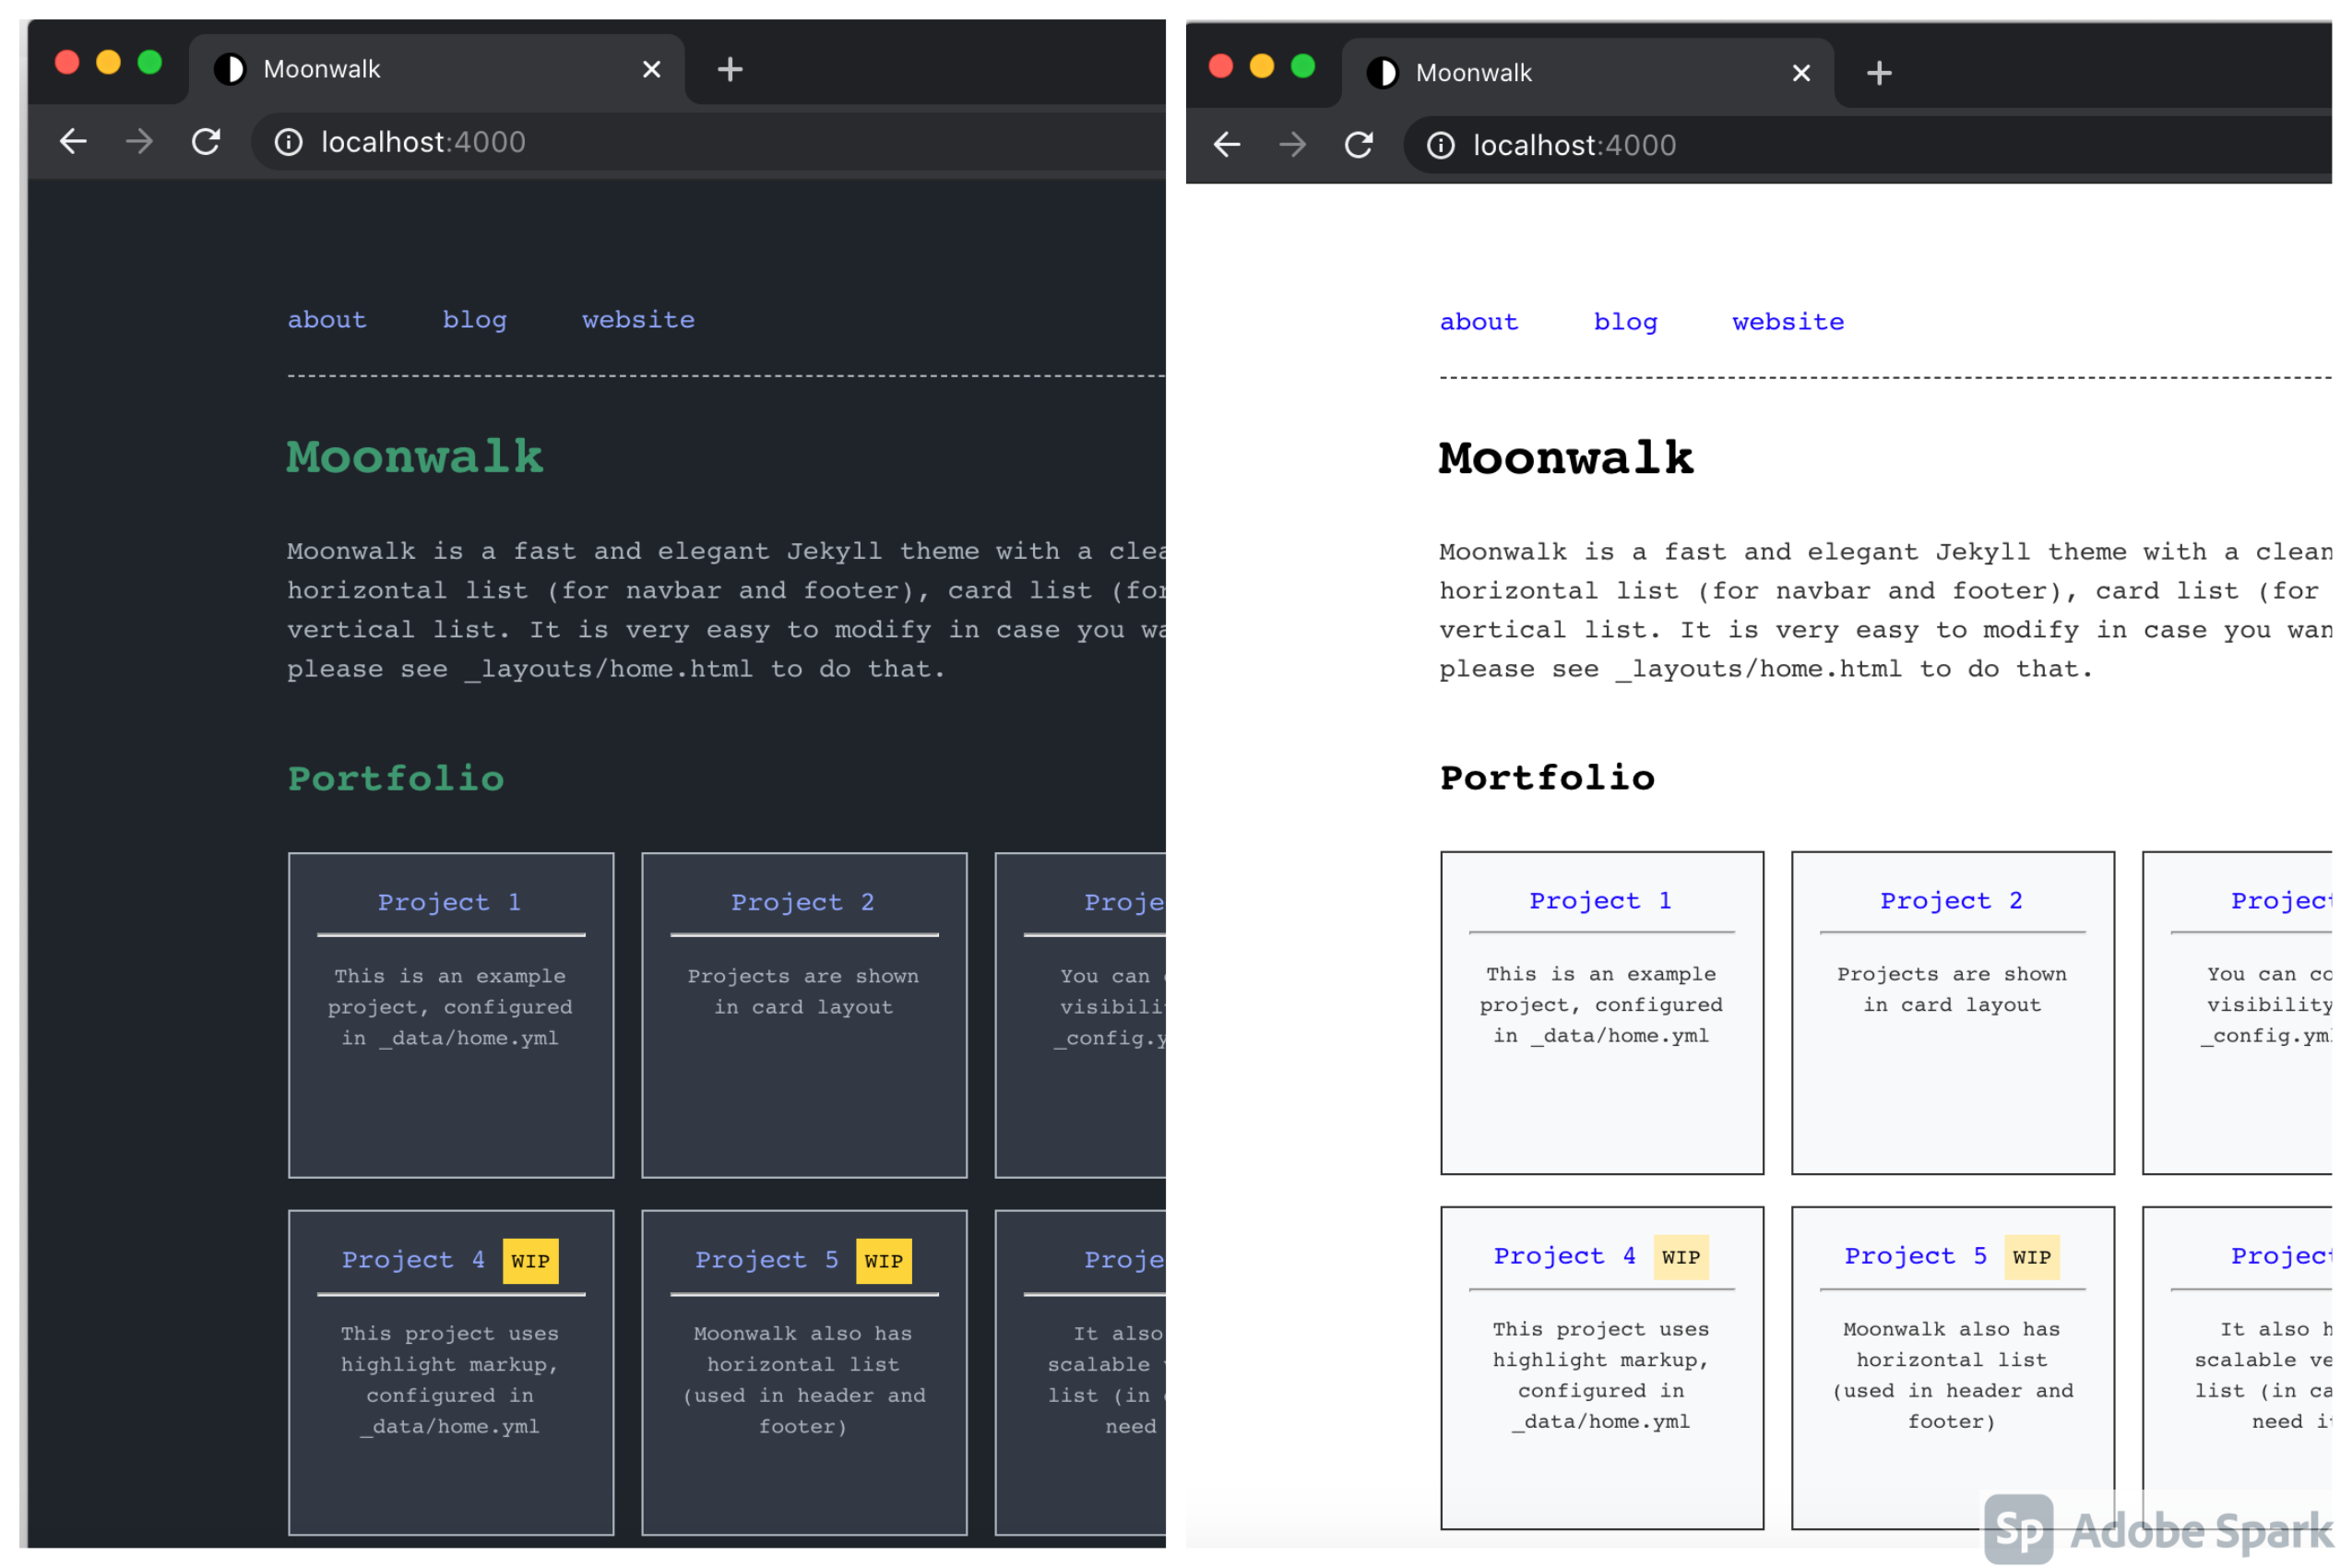 Moonwalk
localhost:4000
about blog website
Moonwalk
Moonwalk is a fast and elegant Jekyll theme with a clea
horizontal list (for navbar and footer), card list (for
vertical list. It is very easy to modify in case you wa
please see _layouts/home.html to do that.
Portfolio
Project 1
This is an example
project, configured
in _data/home.yml
Project 2
Projects are shown
in card layout
Proje
You can
visibili
_config.y
Project 4 WIP
This project uses
highlight markup,
configured in
_data/home.yml
Project 5 WIP
Moonwalk also has
horizontal list
(used in header and
footer)
Proje
It also
scalable
list (in
need
Moonwalk
localhost:4000
about blog website
Moonwalk
Moonwalk is a fast and elegant Jekyll theme with a clean
horizontal list (for navbar and footer), card list (for
vertical list. It is very easy to modify in case you wan
please see _layouts/home.html to do that.
Portfolio
Project 1
This is an example
project, configured
in _data/home.yml
Project 2
Projects are shown
in card layout
Project
You can co
visibility
_config.yml
Project 4 WIP
This project uses
highlight markup,
configured in
_data/home.yml
Project 5 WIP
Moonwalk also has
horizontal list
(used in header and
footer)
Project
It also h
scalable ve
list (in ca
need it
Sp Adobe Spark